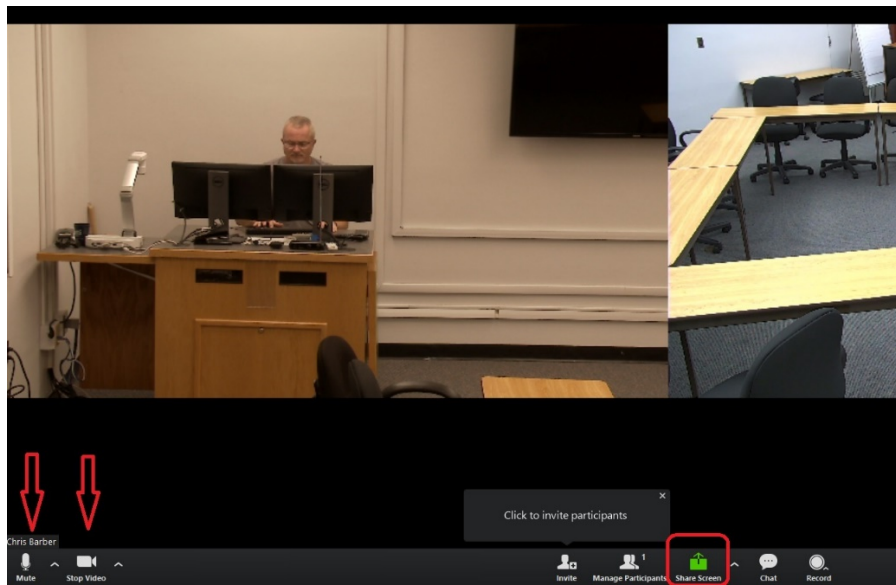 Click to invite participants
Chris Barber
Mute
Stop Video
Invite
Manage Participants
1
Share Screen
Chat
Record